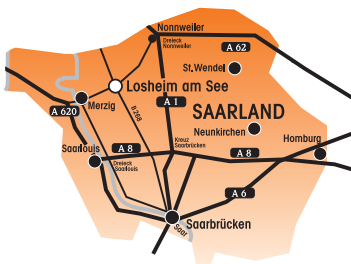 Nonnweiler
Dreieck
Nonnweiler
A 62
St. Wendel
Losheim am See
Merzig
A 1
B 268
A 620
SAARLAND
Neunkirchen
Kreuz
Saarbrücken
Homburg
Saarlouis
A 8
A 8
Dreieck
Saarlouis
A 6
Saarbrücken
Saar